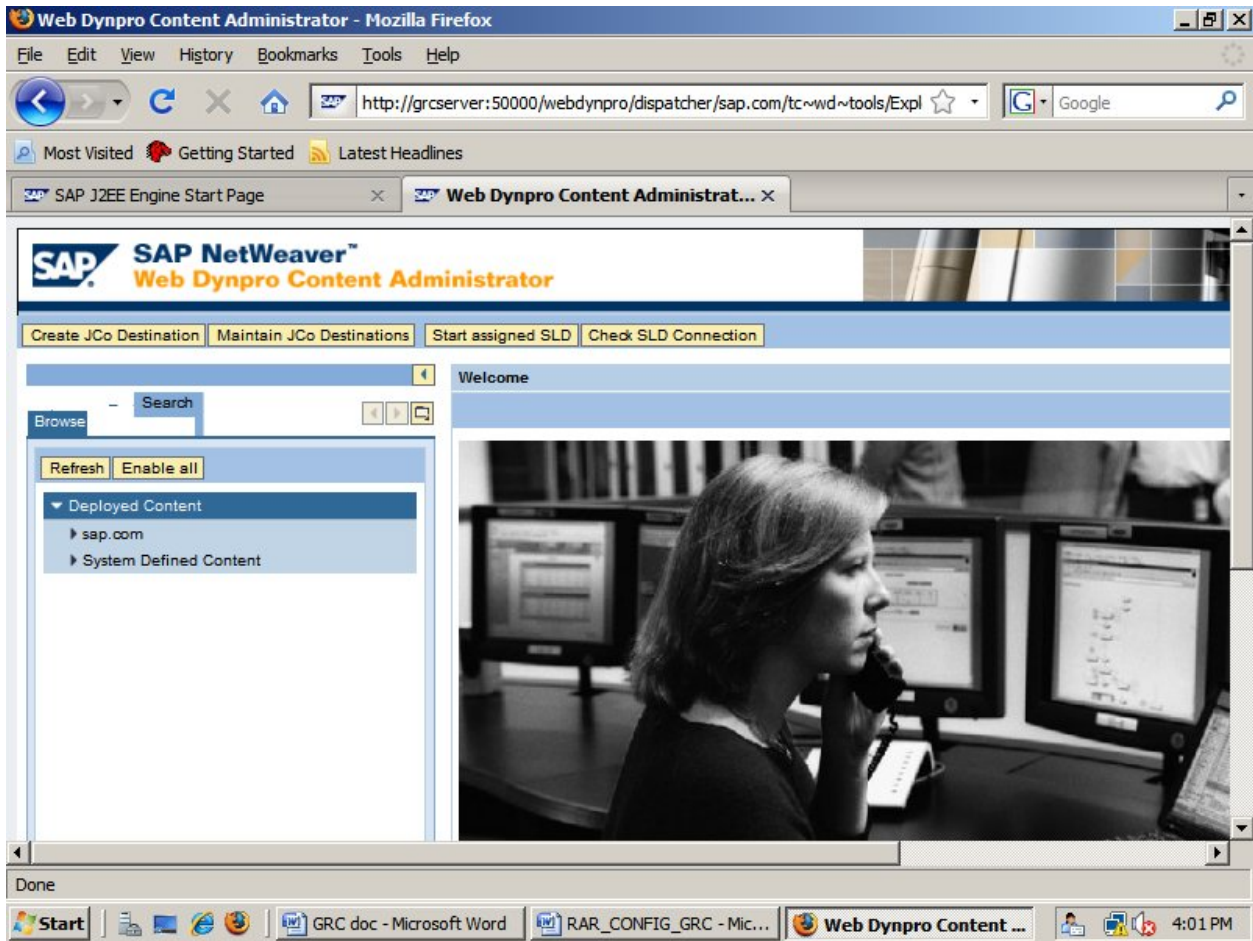 Web Dynpro Content Administrator - Mozilla Firefox
File Edit View History Bookmarks Tools Help
http://grcserver:50000/webdynpro/dispatcher/sap.com/tc~wd~tools/Expl
G Google
Most Visited Getting Started Latest Headlines
SAP J2EE Engine Start Page Web Dynpro Content Administrat...
SAP SAP NetWeaver™
Web Dynpro Content Administrator
Create JCo Destination Maintain JCo Destinations Start assigned SLD Check SLD Connection
Welcome
Browse Search
Refresh Enable all
Deployed Content
sap.com
System Defined Content
Done
Start GRC doc - Microsoft Word RAR_CONFIG_GRC - Mic... Web Dynpro Content ... 4:01 PM